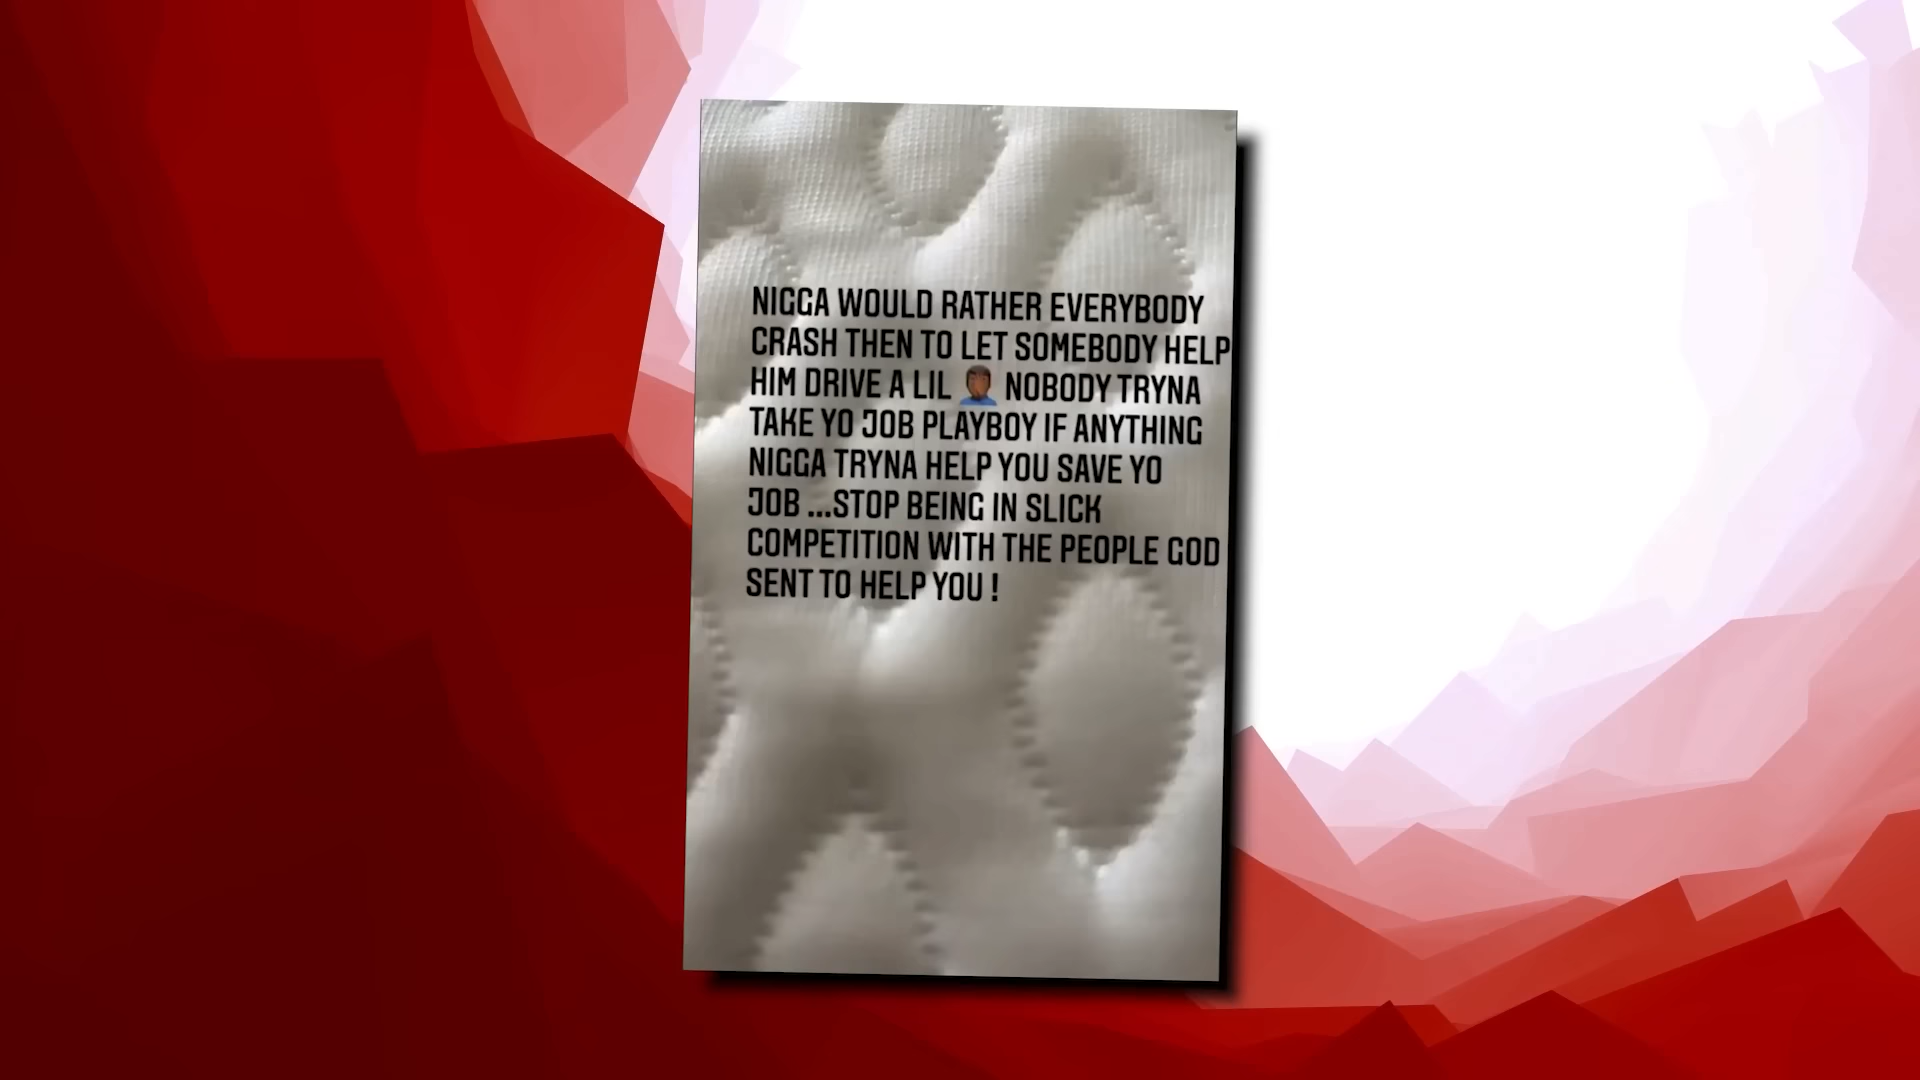 NIGGA WOULD RATHER EVERYBODY
CRASH THEN TO LET SOMEBODY HELP
HIM DRIVE A LIL 🤦🏾‍♂️ NOBODY TRYNA
TAKE YO JOB PLAYBOY IF ANYTHING
NIGGA TRYNA HELP YOU SAVE YO
JOB ...STOP BEING IN SLICK
COMPETITION WITH THE PEOPLE GOD
SENT TO HELP YOU !